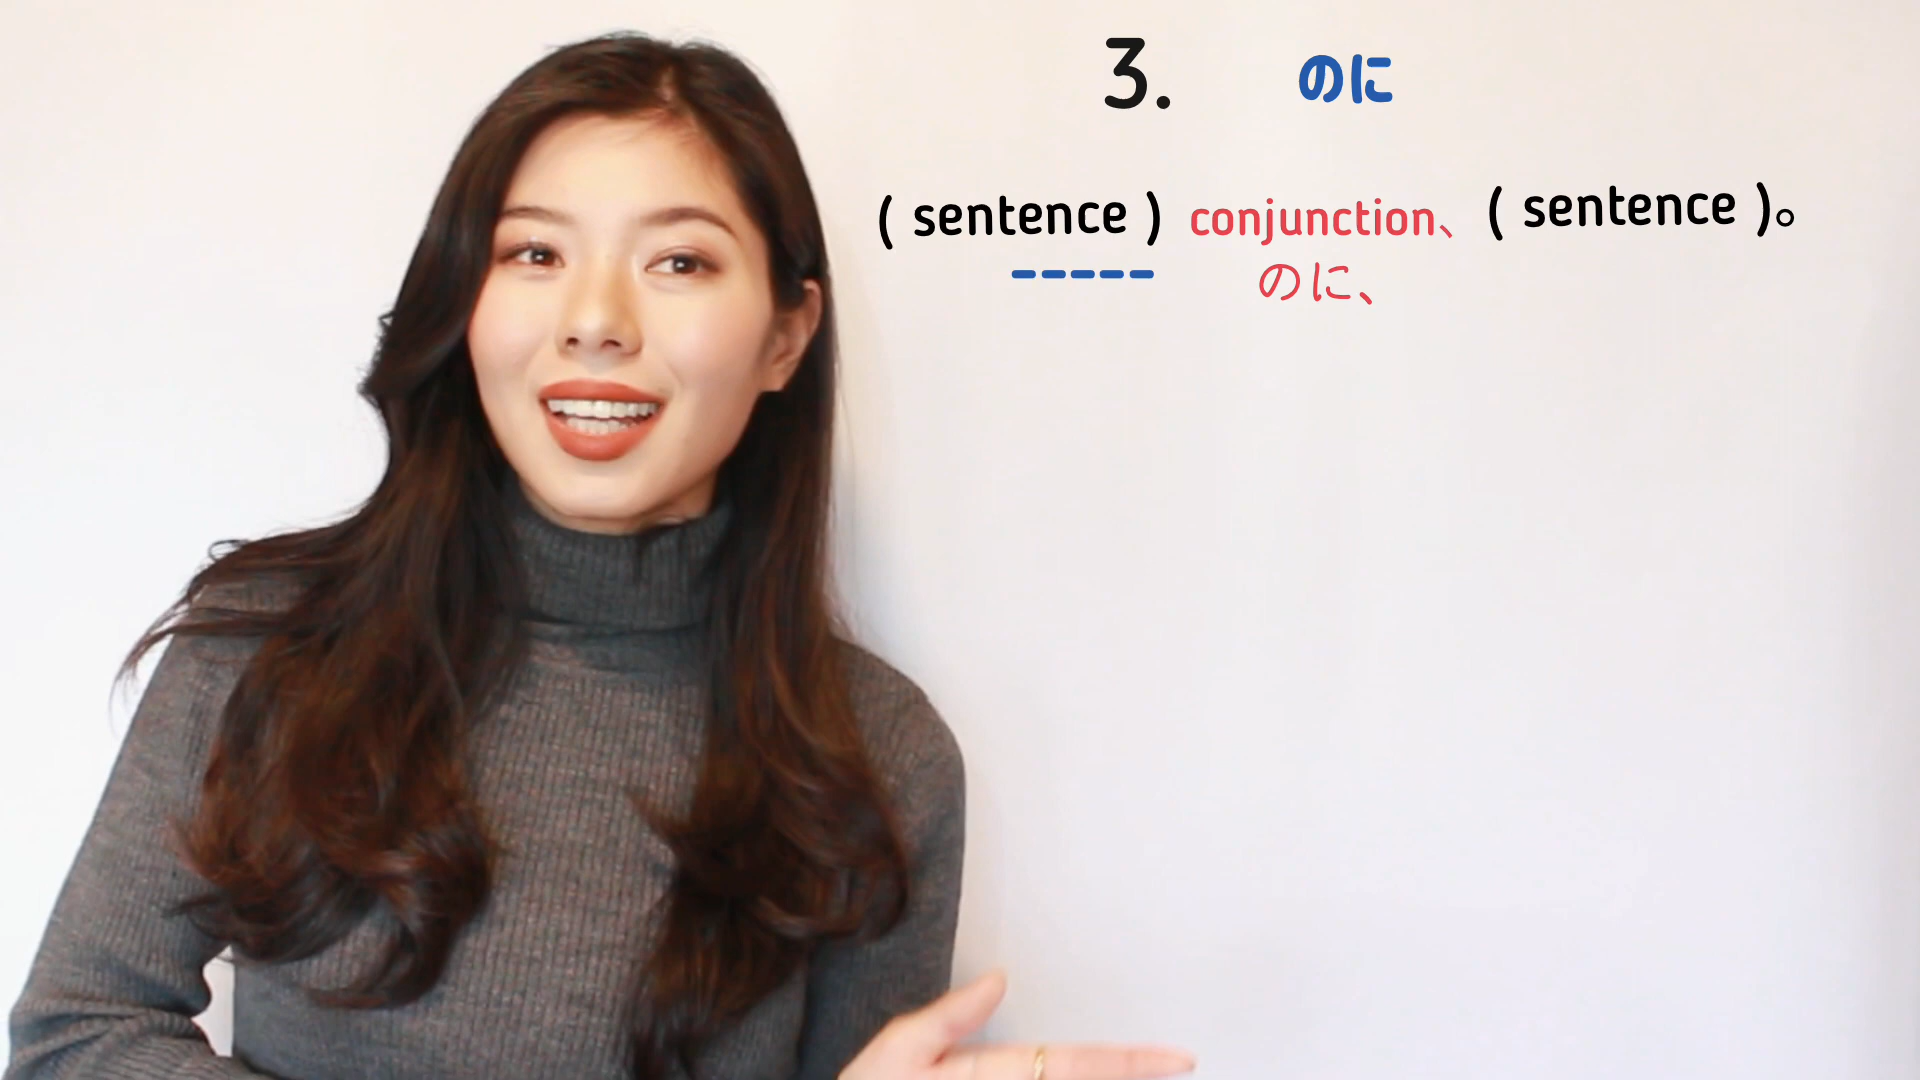 3. のに
( sentence ) conjunction、 ( sentence )。
のに、